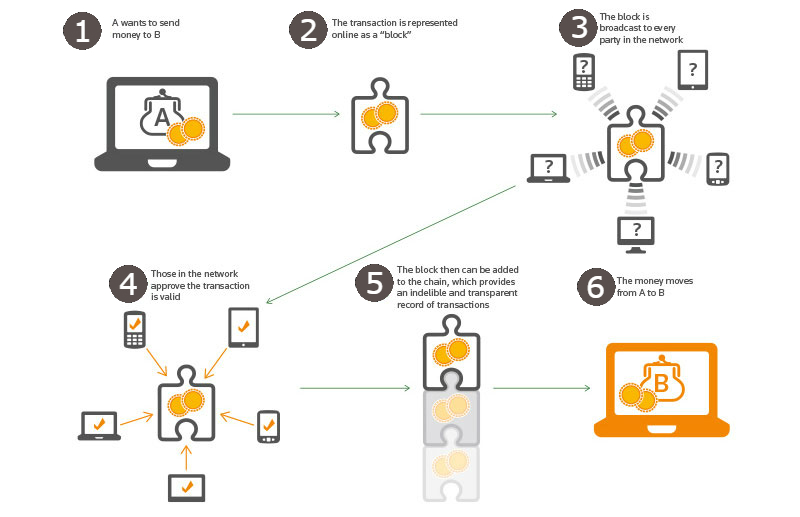 1
A wants to send
money to B
2
The transaction is represented
online as a “block”
3
The block is
broadcast to every
party in the network
A
?
?
?
?
?
4
Those in the network
approve the transaction
is valid
5
The block then can be added
to the chain, which provides
an indelible and transparent
record of transactions
6
The money moves
from A to B
B